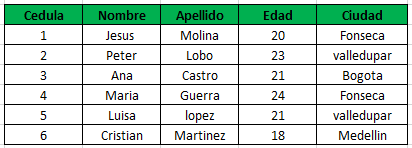 Cedula Nombre Apellido Edad Ciudad
1 Jesus Molina 20 Fonseca
2 Peter Lobo 23 valledupar
3 Ana Castro 21 Bogota
4 Maria Guerra 24 Fonseca
5 Luisa lopez 21 valledupar
6 Cristian Martinez 18 Medellin